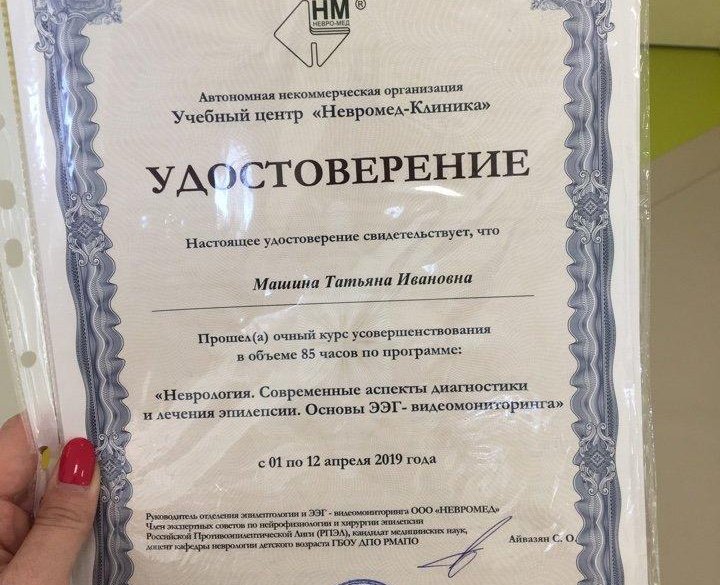 НМ ®
НЕВРО-МЕД
Автономная некоммерческая организация
Учебный центр «Невромед-Клиника»
УДОСТОВЕРЕНИЕ
Настоящее удостоверение свидетельствует, что
Машина Татьяна Ивановна
Прошел(а) очный курс усовершенствования
в объеме 85 часов по программе:
«Неврология. Современные аспекты диагностики
и лечения эпилепсии. Основы ЭЭГ- видеомониторинга»
с 01 по 12 апреля 2019 года
Руководитель отделения эпилептологии и ЭЭГ - видеомониторинга ООО «НЕВРОМЕД»
Член экспертных советов по нейрофизиологии и хирургии эпилепсии
Российской Противоэпилептической Лиги (РПЭЛ), кандидат медицинских наук,
доцент кафедры неврологии детского возраста ГБОУ ДПО РМАПО
Айвазян С. О.